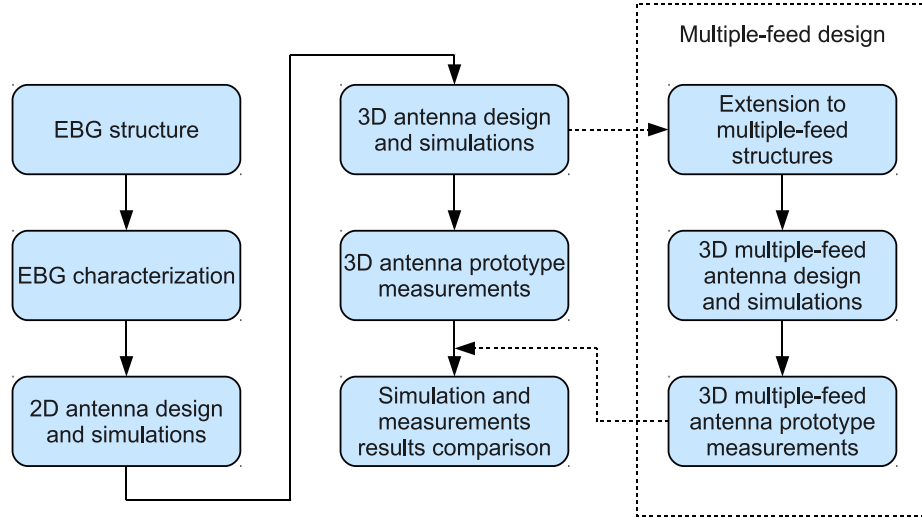 Multiple-feed design
EBG structure
EBG characterization
2D antenna design
and simulations
3D antenna design
and simulations
3D antenna prototype
measurements
Simulation and
measurements
results comparison
Extension to
multiple-feed
structures
3D multiple-feed
antenna design
and simulations
3D multiple-feed
antenna prototype
measurements